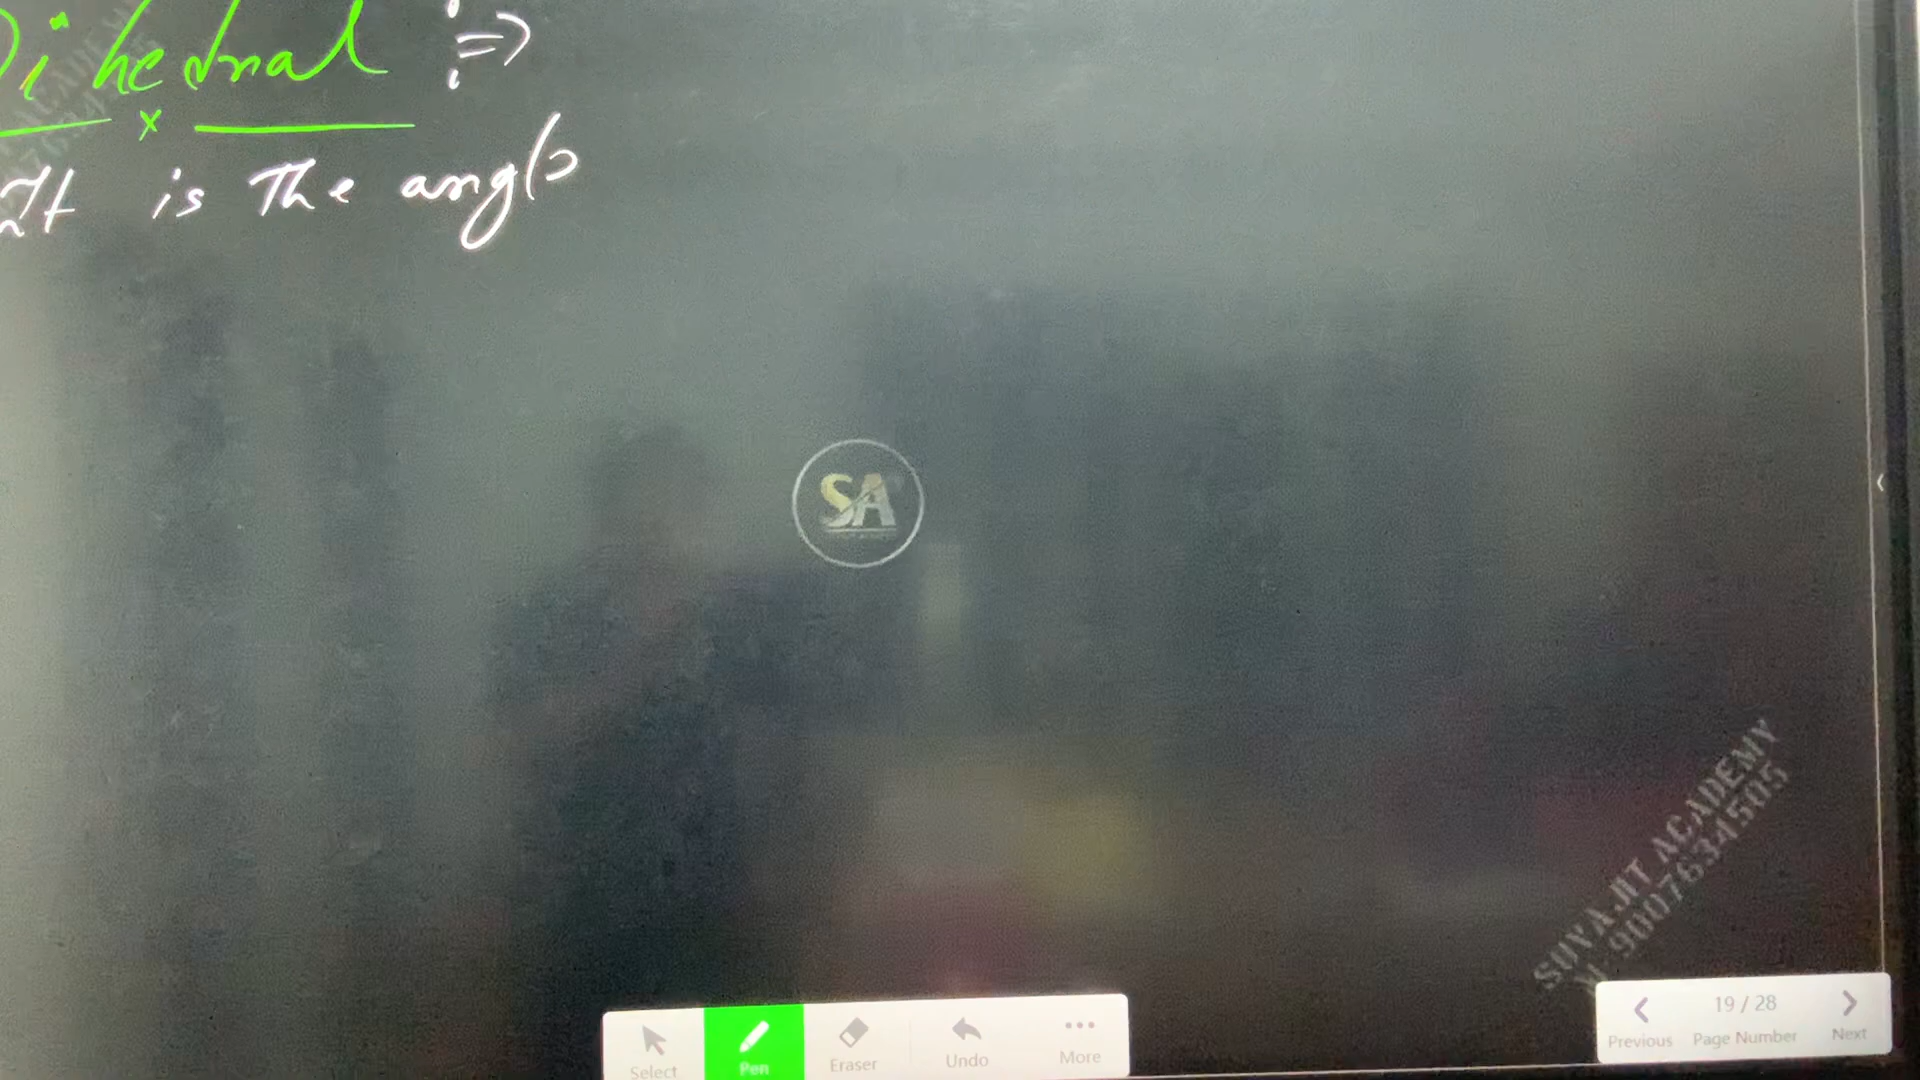 Dihedral :⇒
It is the angle
SA
SUVAJIT ACADEMY
M-9007634505
Select
Pen
Eraser
Undo
More
19 / 28
Previous Page Number Next